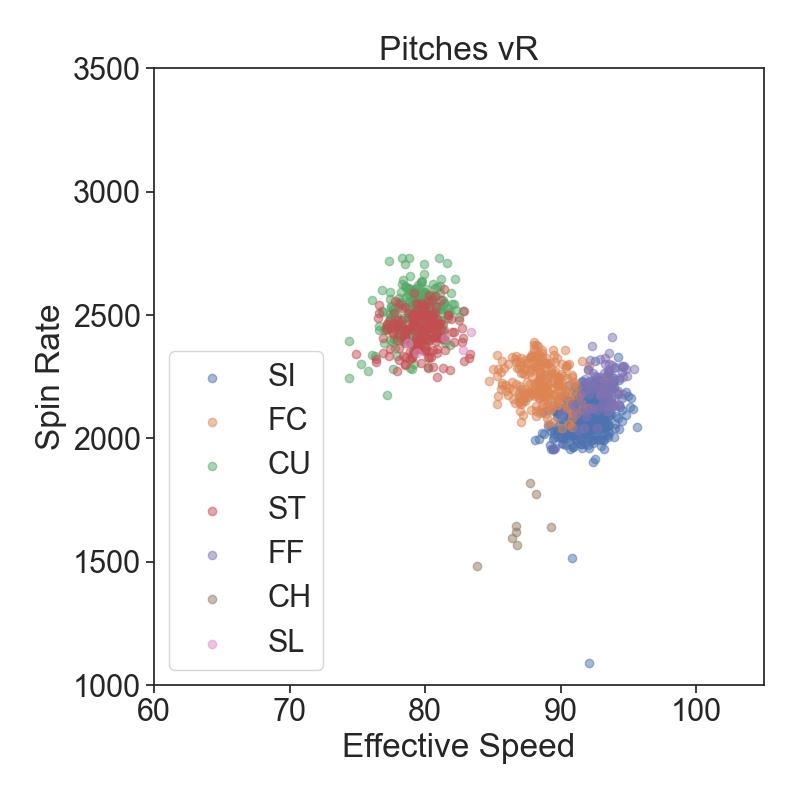 Pitches vR
3500
3000
2500
2000
1500
1000
Spin Rate
SI
FC
CU
ST
FF
CH
SL
60 70 80 90 100
Effective Speed